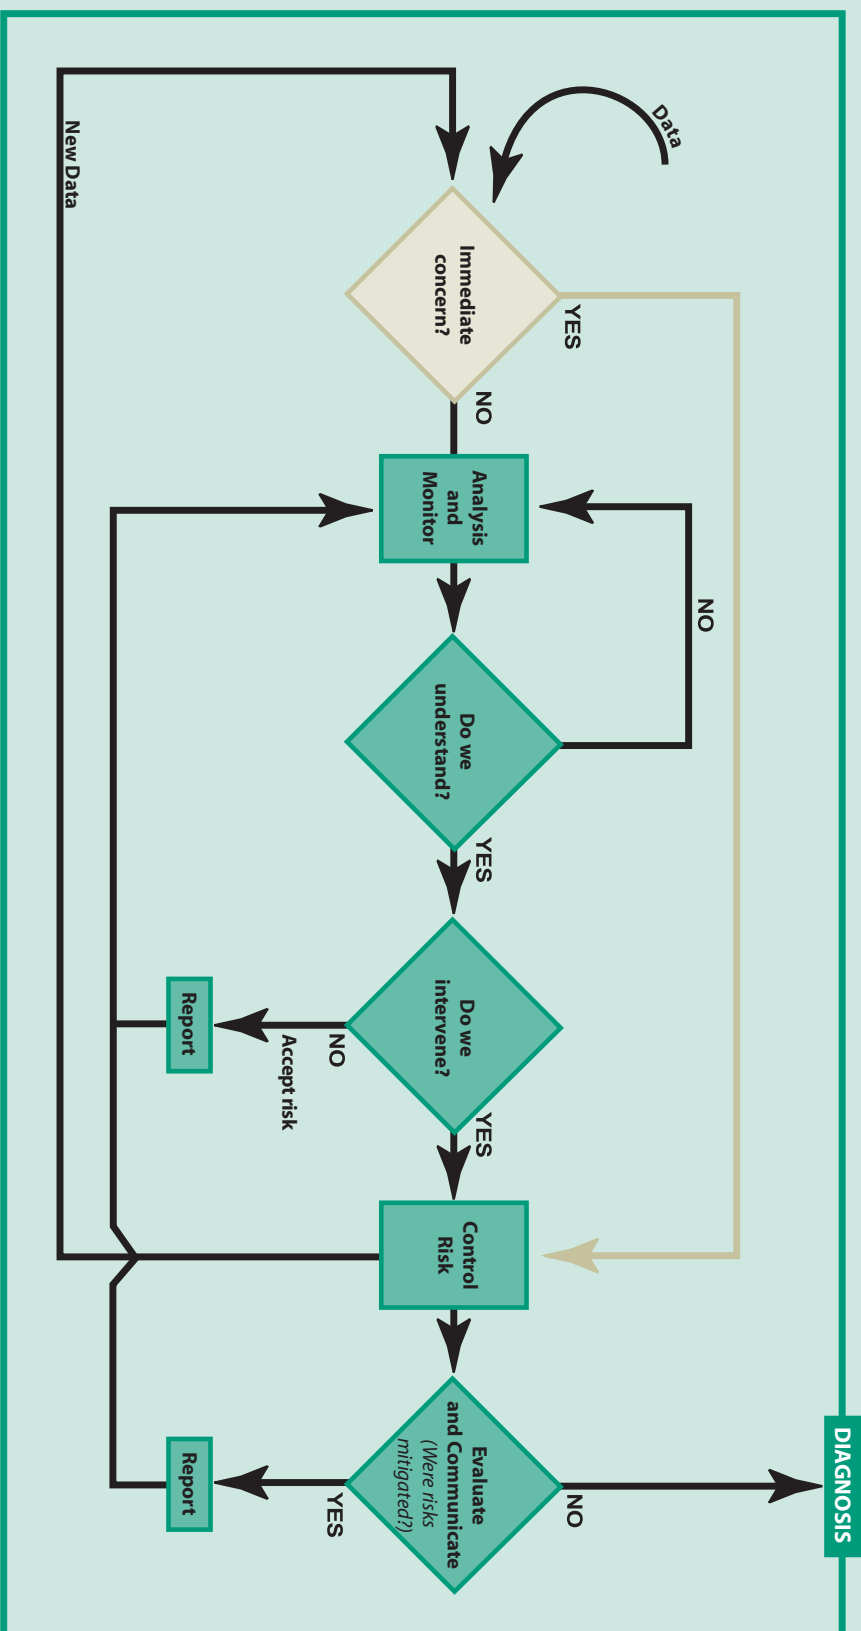 Data
New Data
Immediate
concern?
YES
NO
Analysis
and
Monitor
NO
Do we
understand?
YES
Do we
intervene?
NO
Accept risk
Report
YES
Control
Risk
Evaluate
and Communicate
(Were risks
mitigated?)
NO
DIAGNOSIS
YES
Report